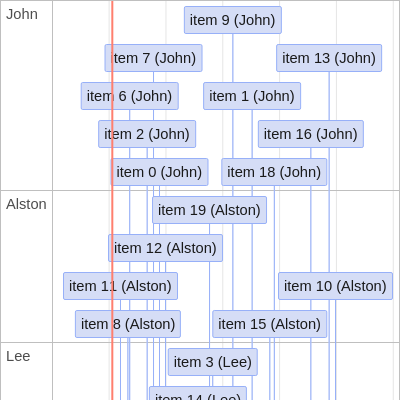 John
item 9 (John)
item 7 (John)
item 13 (John)
item 6 (John)
item 1 (John)
item 2 (John)
item 16 (John)
item 0 (John)
item 18 (John)
Alston
item 19 (Alston)
item 12 (Alston)
item 11 (Alston)
item 10 (Alston)
item 8 (Alston)
item 15 (Alston)
Lee
item 3 (Lee)
item 14 (Lee)